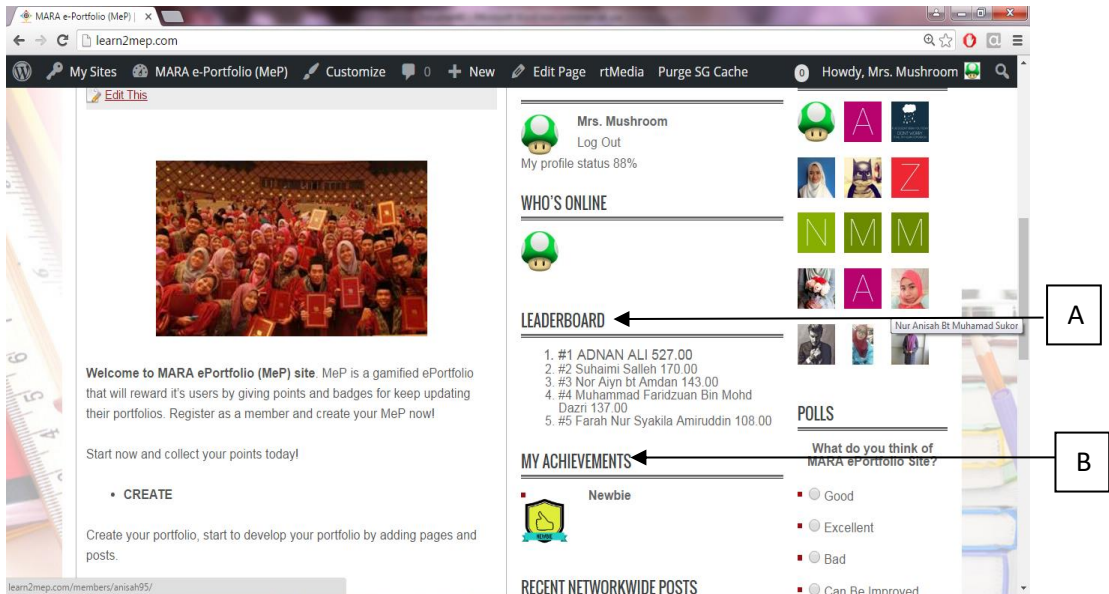 MARA e-Portfolio (MeP) |
learn2mep.com
My Sites MARA e-Portfolio (MeP) Customize 0 New Edit Page rtMedia Purge SG Cache 0 Howdy, Mrs. Mushroom
Edit This
Welcome to MARA ePortfolio (MeP) site. MeP is a gamified ePortfolio
that will reward it's users by giving points and badges for keep updating
their portfolios. Register as a member and create your MeP now!
Start now and collect your points today!
• CREATE
Create your portfolio, start to develop your portfolio by adding pages and
posts.
learn2mep.com/members/anisah95/
Mrs. Mushroom
Log Out
My profile status 88%
WHO'S ONLINE
LEADERBOARD
1. #1 ADNAN ALI 527.00
2. #2 Suhaimi Salleh 170.00
3. #3 Nor Aiyn bt Amdan 143.00
4. #4 Muhammad Faridzuan Bin Mohd
Dazri 137.00
5. #5 Farah Nur Syakila Amiruddin 108.00
MY ACHIEVEMENTS
Newbie
NEWBIE
RECENT NETWORKWIDE POSTS
A
Z
N M M
A
Nur Anisah Bt Muhamad Sukor
POLLS
What do you think of
MARA ePortfolio Site?
Good
Excellent
Bad
Can Be Improved
A
B